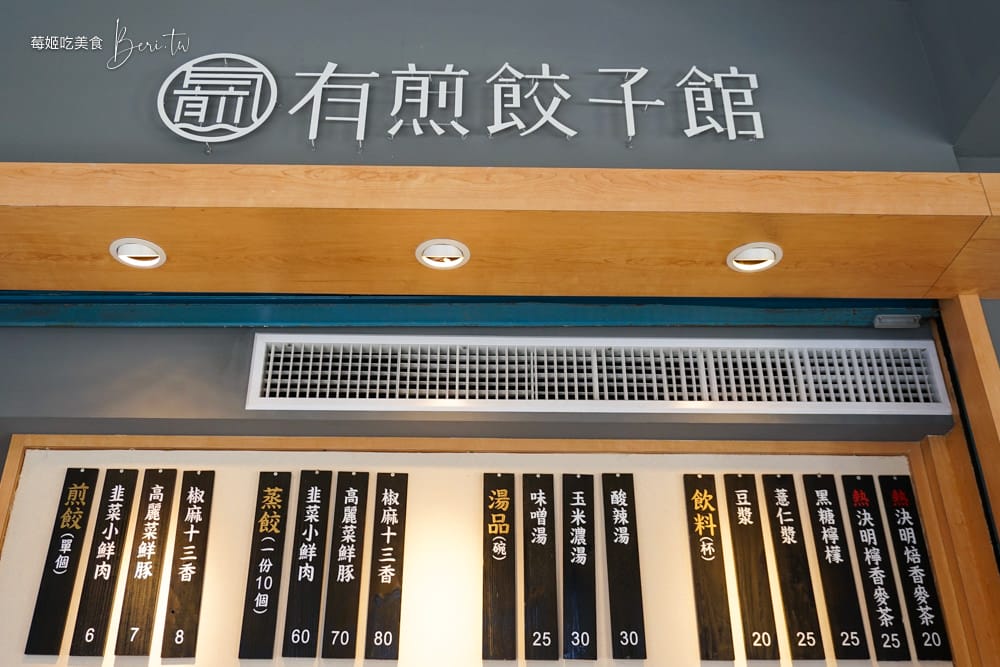 莓姬吃美食 Beri.tw
有煎 有煎餃子館
煎餃(單個)
韭菜小鮮肉 6
高麗菜鮮豚 7
椒麻十三香 8
蒸餃(一份10個)
韭菜小鮮肉 60
高麗菜鮮豚 70
椒麻十三香 80
湯品(碗)
味噌湯 25
玉米濃湯 30
酸辣湯 30
飲料(杯)
豆漿 20
薏仁漿 25
黑糖檸檬 25
熱決明檸香麥茶 25
熱決明焙香麥茶 20